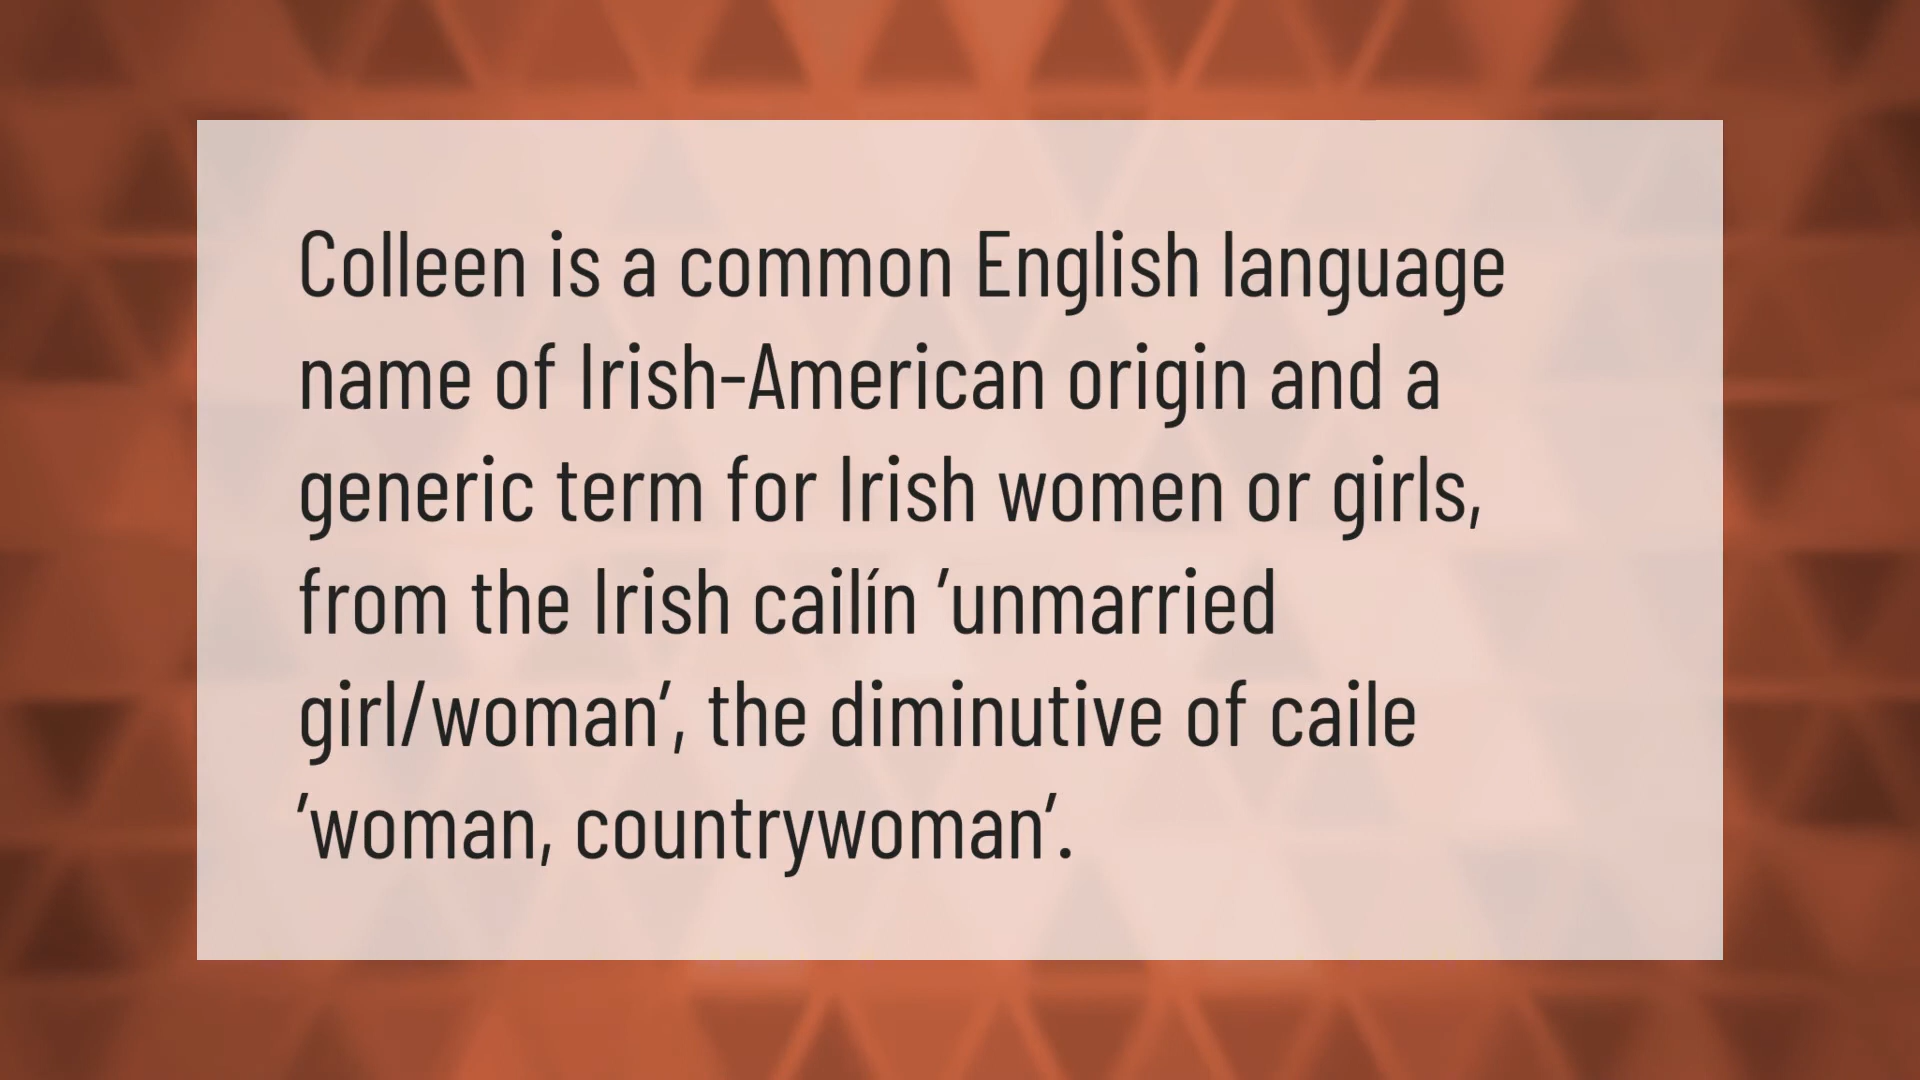 Colleen is a common English language
name of Irish-American origin and a
generic term for Irish women or girls,
from the Irish cailín ′unmarried
girl/woman′, the diminutive of caile
′woman, countrywoman′.